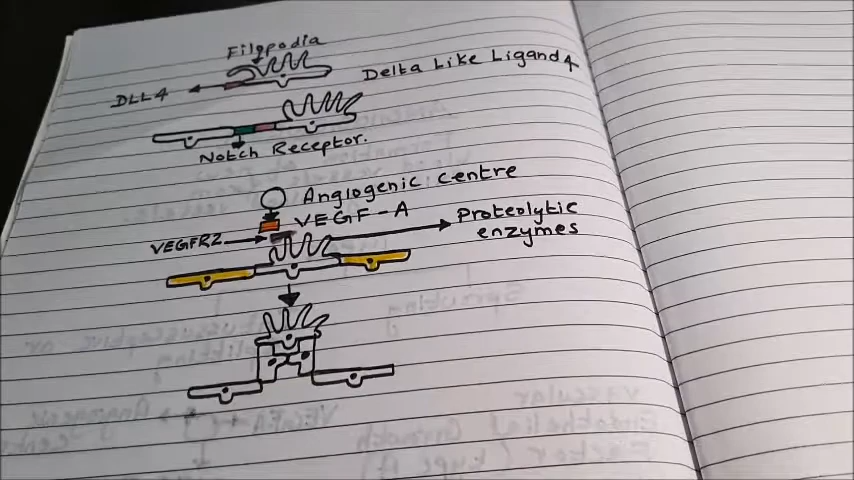 Filopodia
Delta Like Ligand 4
DLL4
Notch Receptor.
Angiogenic centre
VEGF-A
VEGFR2
Proteolytic
enzymes